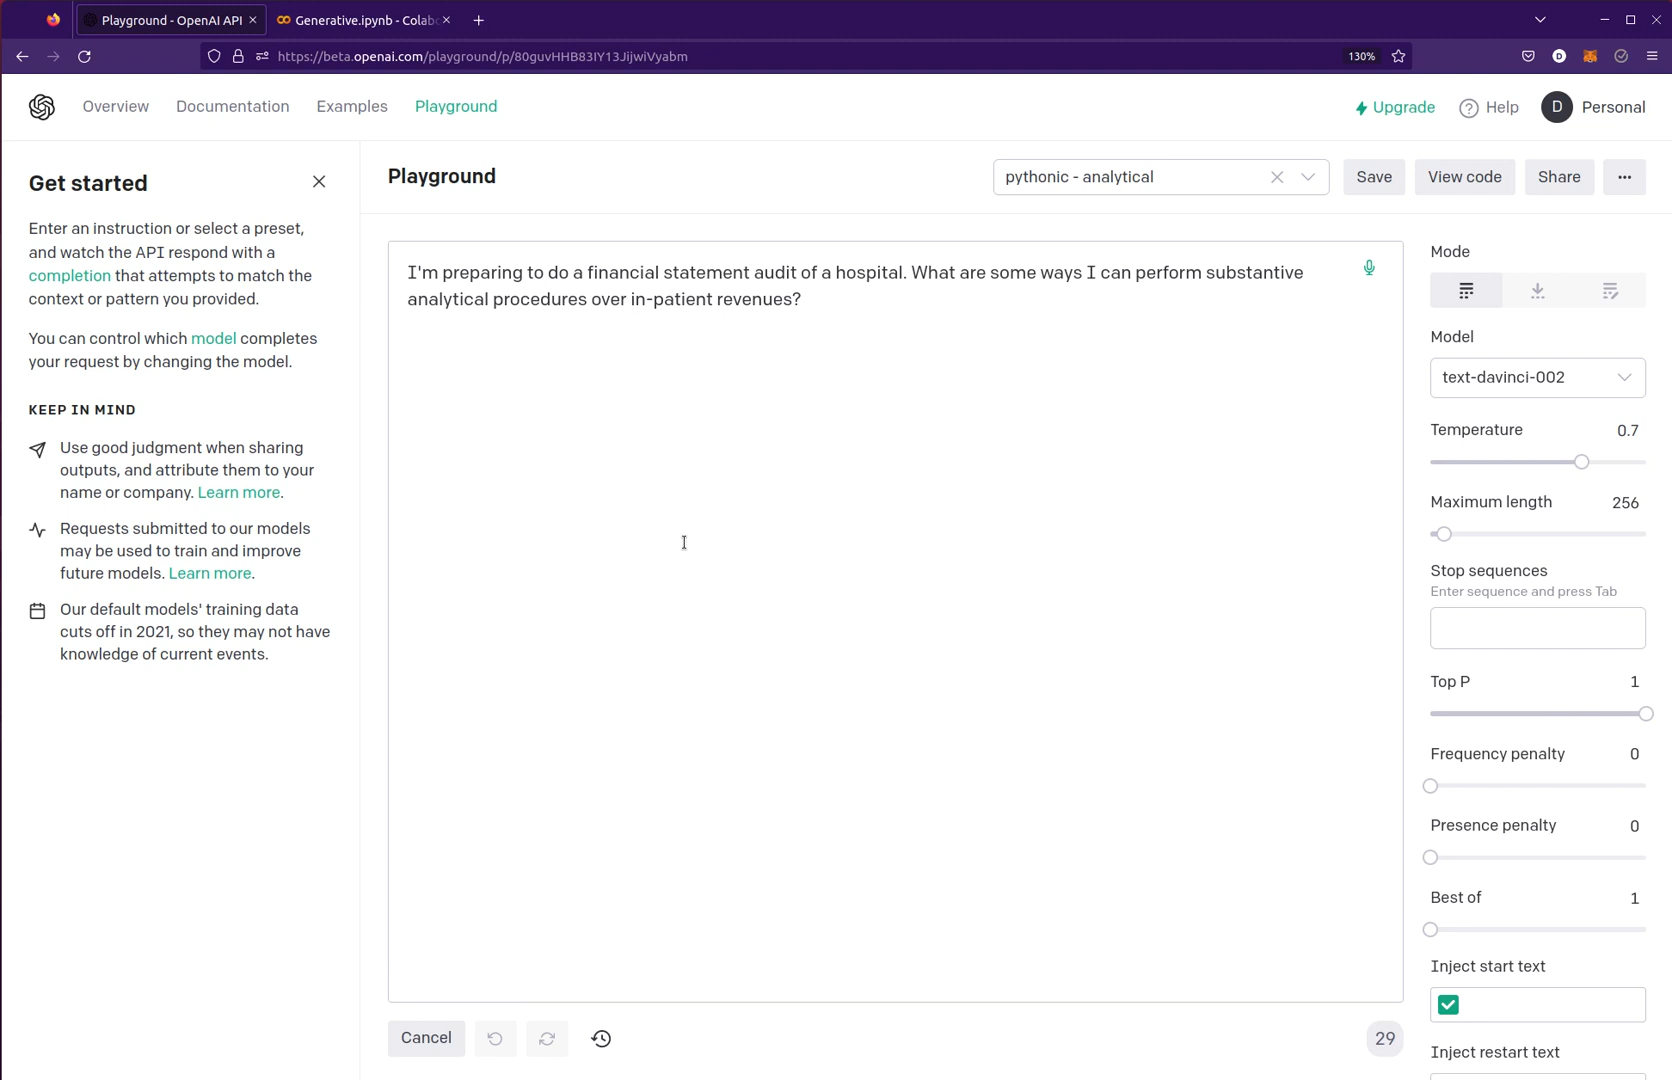 Playground - OpenAI API
Generative.ipynb - Colab
https://beta.openai.com/playground/p/80guvHHB83IY13JijwiVyabm
130%
Overview
Documentation
Examples
Playground
Upgrade
Help
D
Personal
Get started
Enter an instruction or select a preset,
and watch the API respond with a
completion that attempts to match the
context or pattern you provided.
You can control which model completes
your request by changing the model.
KEEP IN MIND
Use good judgment when sharing
outputs, and attribute them to your
name or company. Learn more.
Requests submitted to our models
may be used to train and improve
future models. Learn more.
Our default models' training data
cuts off in 2021, so they may not have
knowledge of current events.
Playground
pythonic - analytical
Save
View code
Share
I'm preparing to do a financial statement audit of a hospital. What are some ways I can perform substantive
analytical procedures over in-patient revenues?
Cancel
29
Mode
Model
text-davinci-002
Temperature 0.7
Maximum length 256
Stop sequences
Enter sequence and press Tab
Top P 1
Frequency penalty 0
Presence penalty 0
Best of 1
Inject start text
Inject restart text